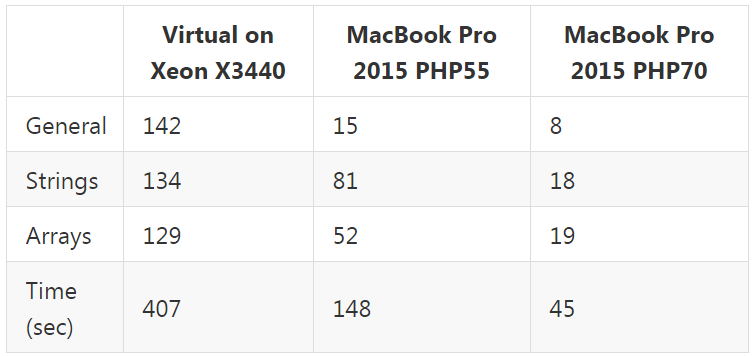 Virtual on Xeon X3440 MacBook Pro 2015 PHP55 MacBook Pro 2015 PHP70
General 142 15 8
Strings 134 81 18
Arrays 129 52 19
Time (sec) 407 148 45